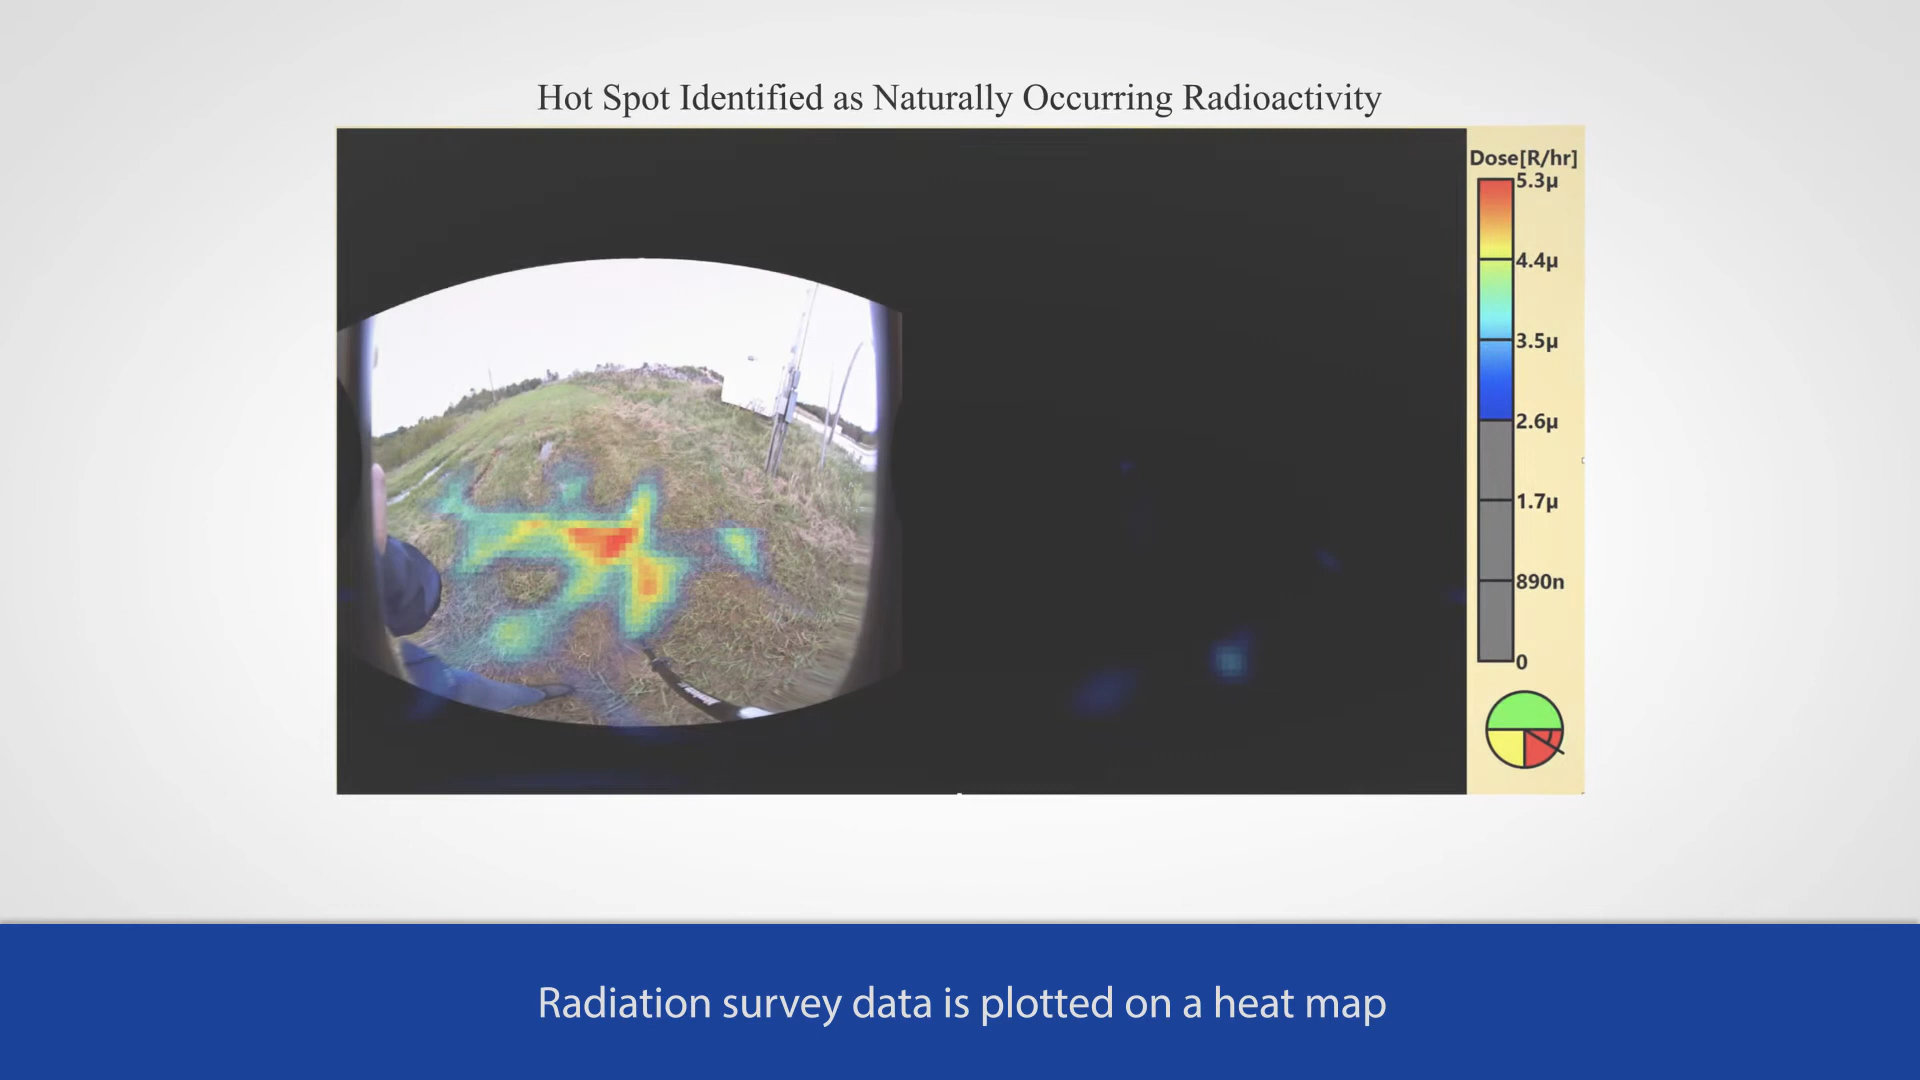 Hot Spot Identified as Naturally Occurring Radioactivity
Dose[R/hr]
5.3µ
4.4µ
3.5µ
2.6µ
1.7µ
890n
0
Radiation survey data is plotted on a heat map